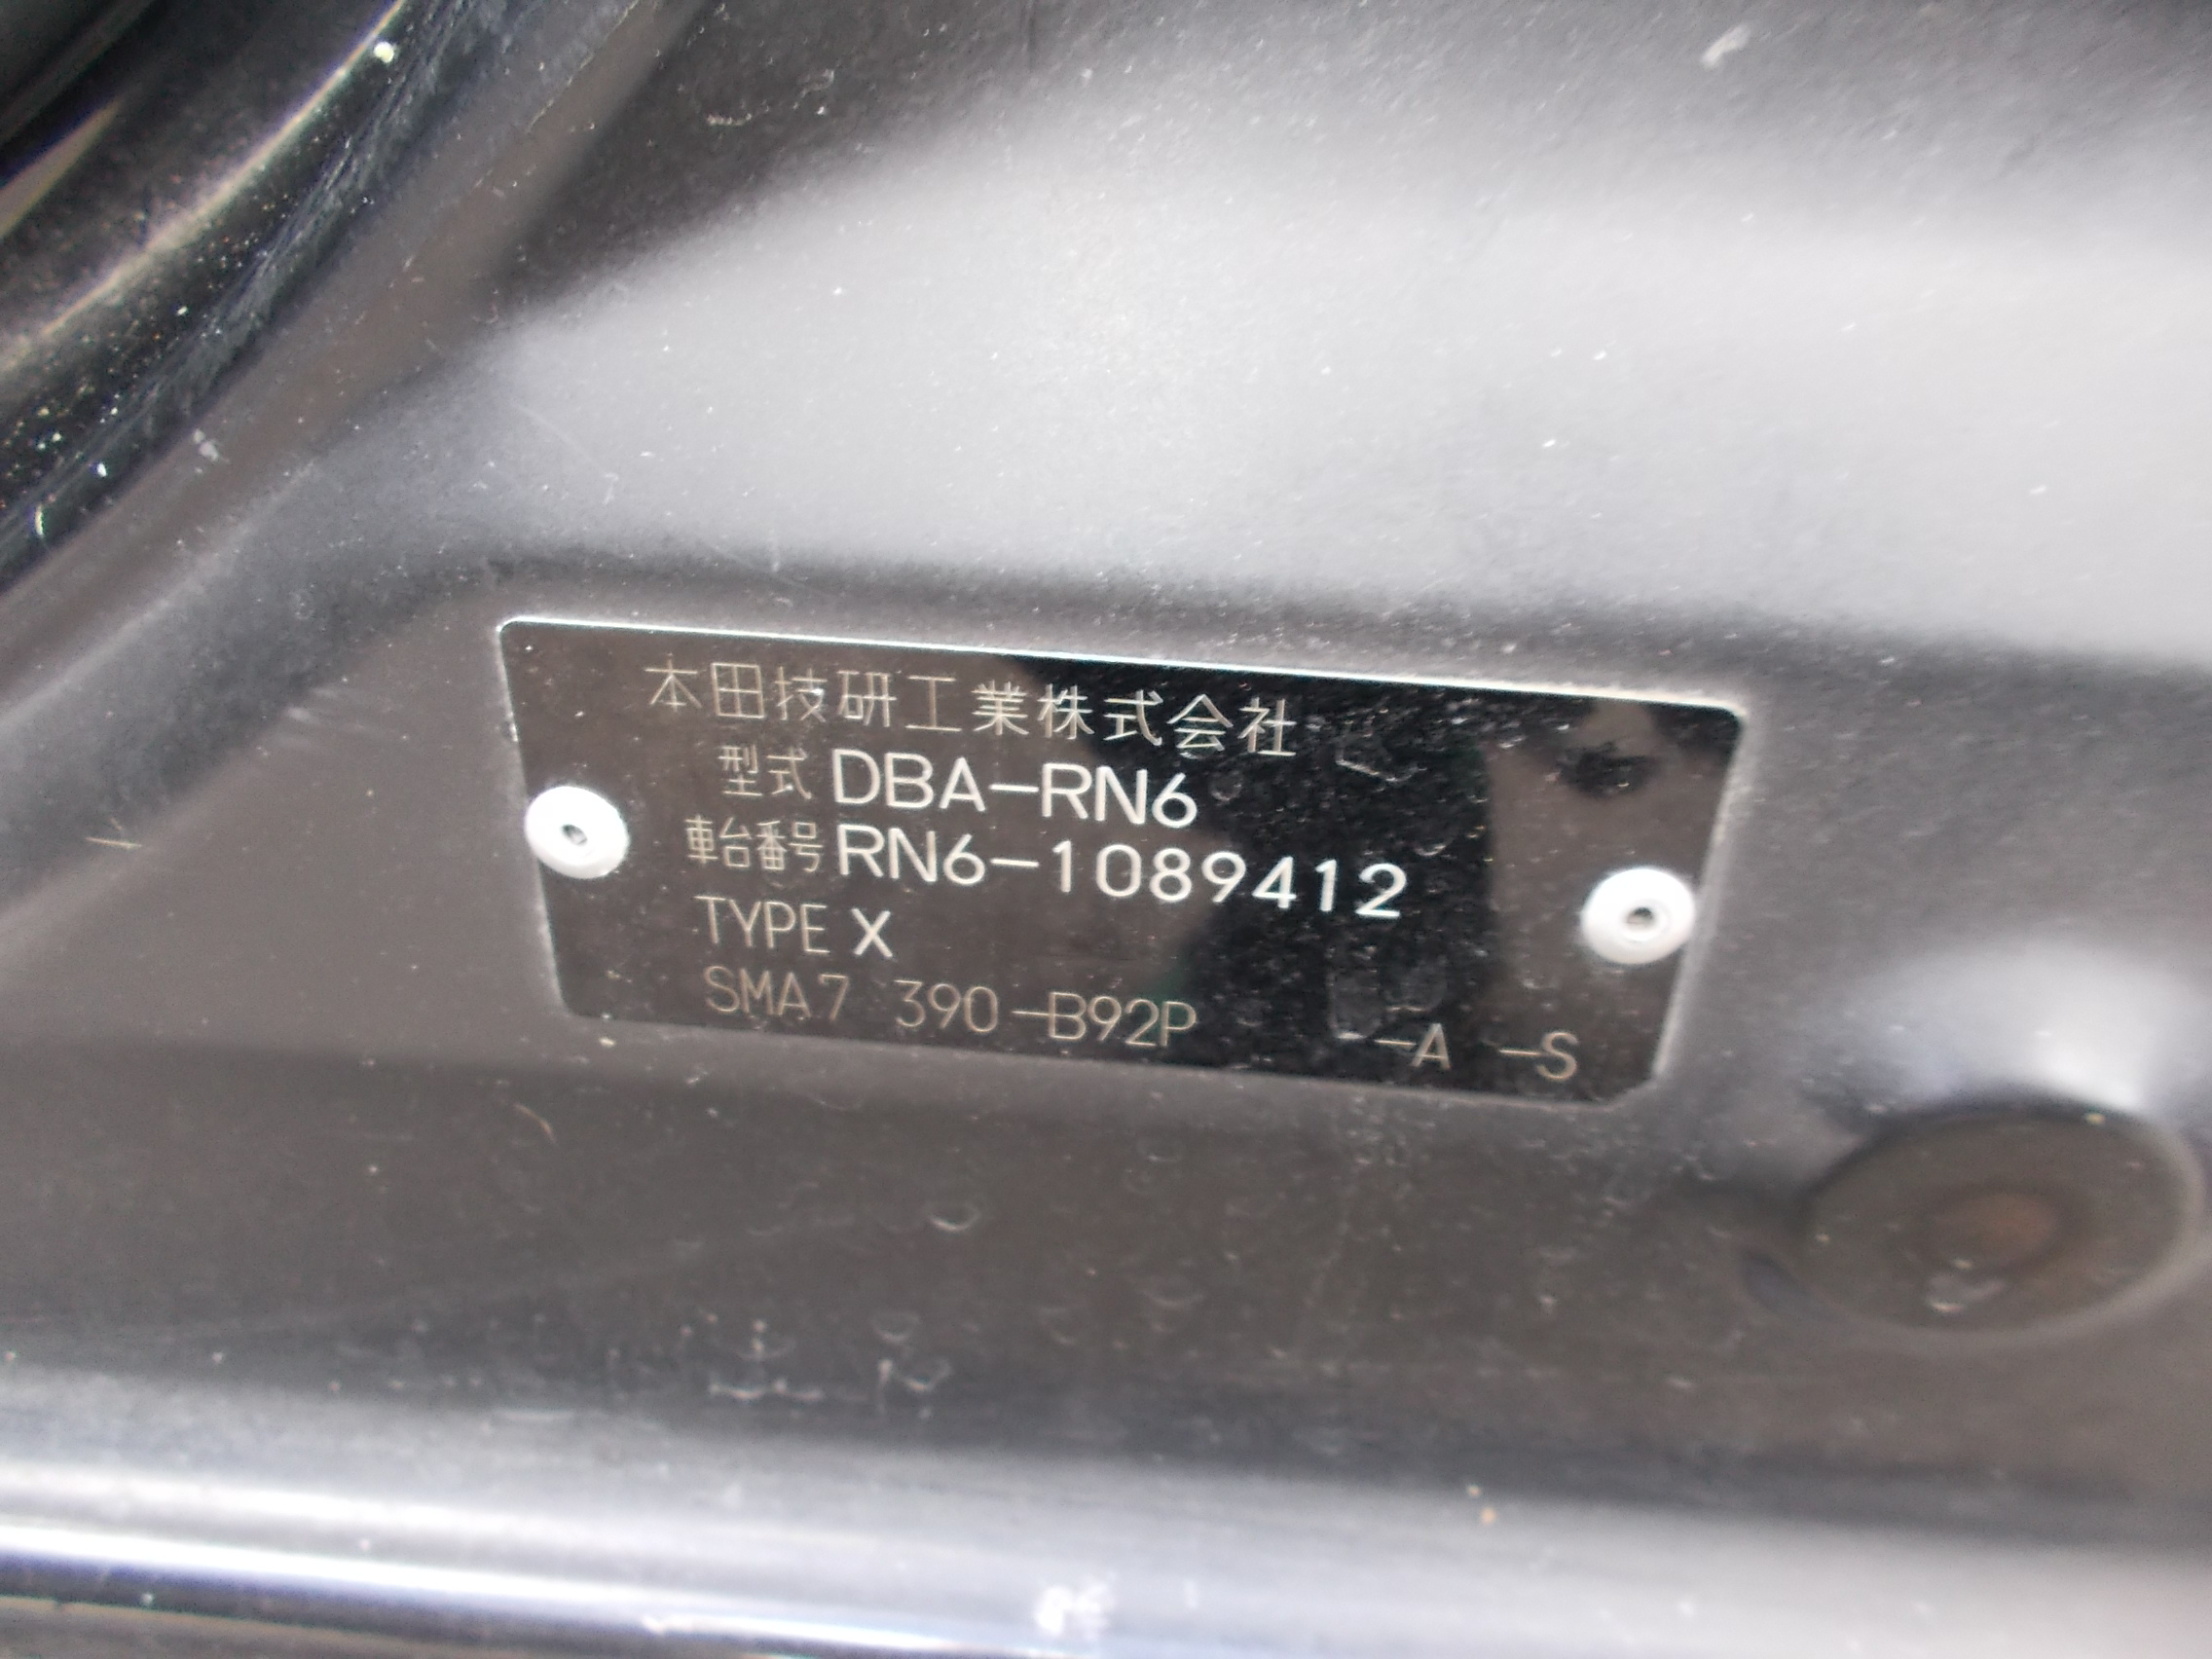 本田技研工業株式会社
型式 DBA-RN6
車台番号 RN6-1089412
TYPE X
SMA7 390-B92P -A -S